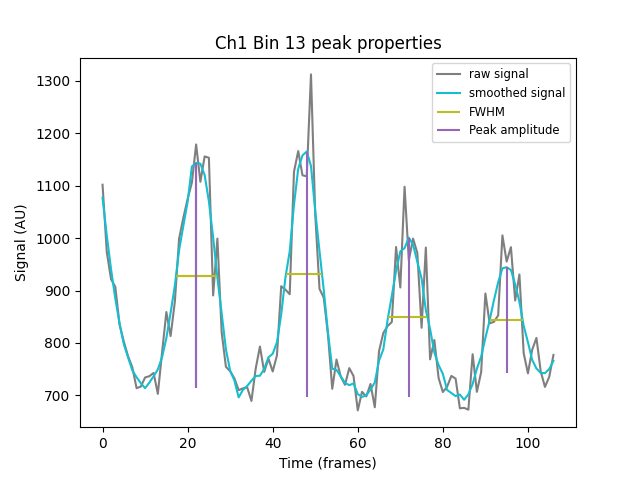 Ch1 Bin 13 peak properties
raw signal
smoothed signal
FWHM
Peak amplitude
1300
1200
1100
1000
900
800
700
Signal (AU)
0 20 40 60 80 100
Time (frames)